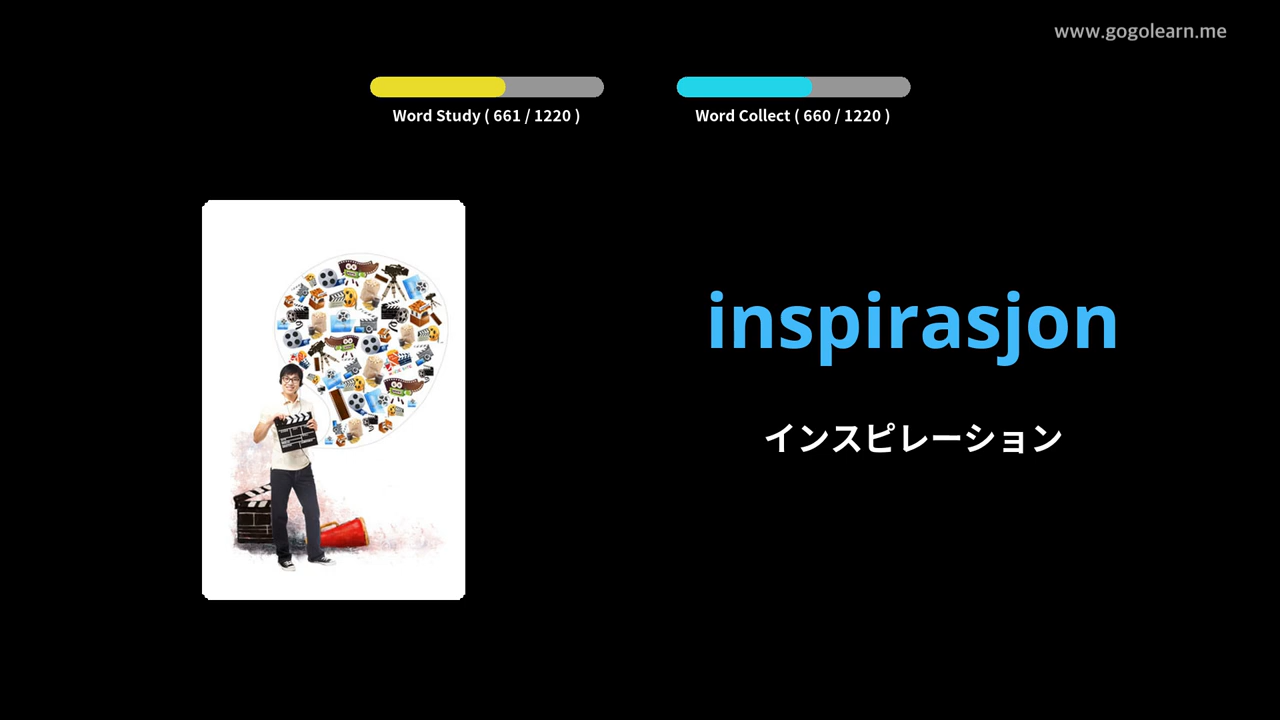 www.gogolearn.me
Word Study ( 661 / 1220 )
Word Collect ( 660 / 1220 )
inspirasjon
インスピレーション